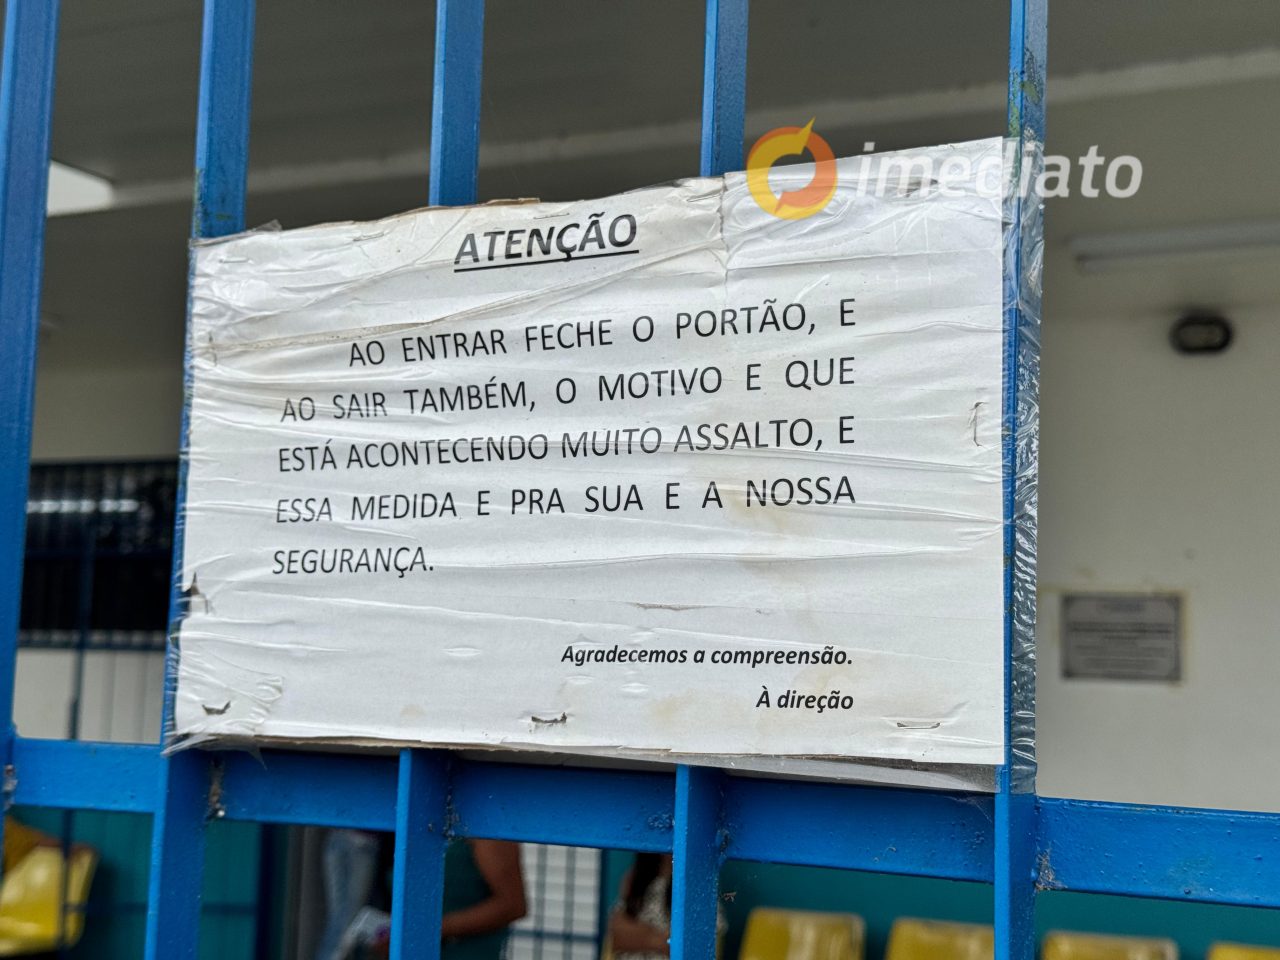 imediato
ATENÇÃO
AO ENTRAR FECHE O PORTÃO, E
AO SAIR TAMBÉM, O MOTIVO E QUE
ESTÁ ACONTECENDO MUITO ASSALTO, E
ESSA MEDIDA E PRA SUA E A NOSSA
SEGURANÇA.
Agradecemos a compreensão.
À direção